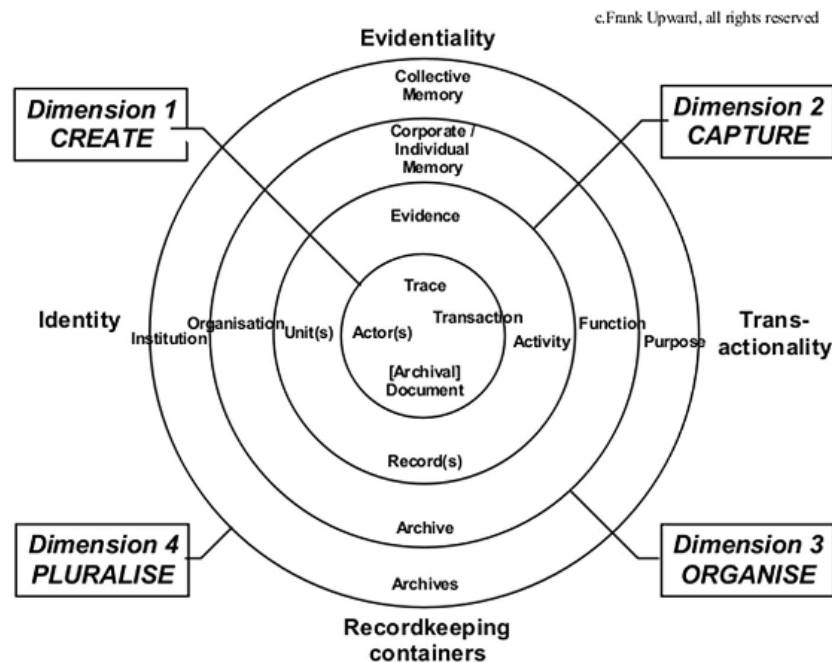 c.Frank Upward, all rights reserved
Evidentiality
Collective
Memory
Dimension 1
CREATE
Dimension 2
CAPTURE
Corporate /
Individual
Memory
Evidence
Trace
Identity
Institution
Organisation
Unit(s)
Actor(s)
Transaction
Activity
Function
Purpose
Trans-
actionality
[Archival]
Document
Record(s)
Archive
Dimension 4
PLURALISE
Dimension 3
ORGANISE
Archives
Recordkeeping
containers